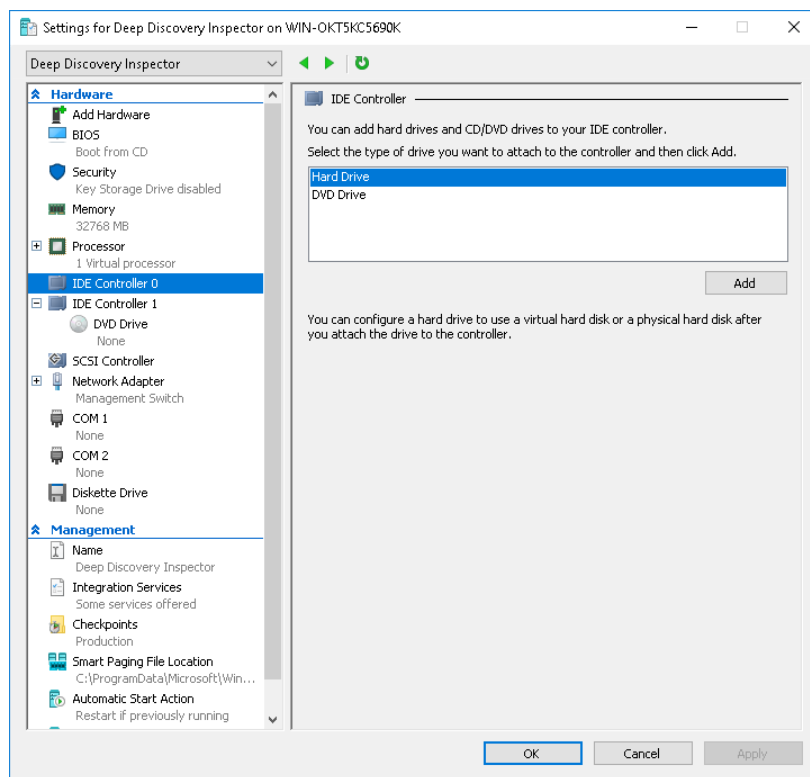 Settings for Deep Discovery Inspector on WIN-OKT5KC5690K
Deep Discovery Inspector
Hardware
Add Hardware
BIOS
Boot from CD
Security
Key Storage Drive disabled
Memory
32768 MB
Processor
1 Virtual processor
IDE Controller 0
IDE Controller 1
DVD Drive
None
SCSI Controller
Network Adapter
Management Switch
COM 1
None
COM 2
None
Diskette Drive
None
Management
Name
Deep Discovery Inspector
Integration Services
Some services offered
Checkpoints
Production
Smart Paging File Location
C:\ProgramData\Microsoft\Win...
Automatic Start Action
Restart if previously running
IDE Controller
You can add hard drives and CD/DVD drives to your IDE controller.
Select the type of drive you want to attach to the controller and then click Add.
Hard Drive
DVD Drive
Add
You can configure a hard drive to use a virtual hard disk or a physical hard disk after
you attach the drive to the controller.
OK
Cancel
Apply